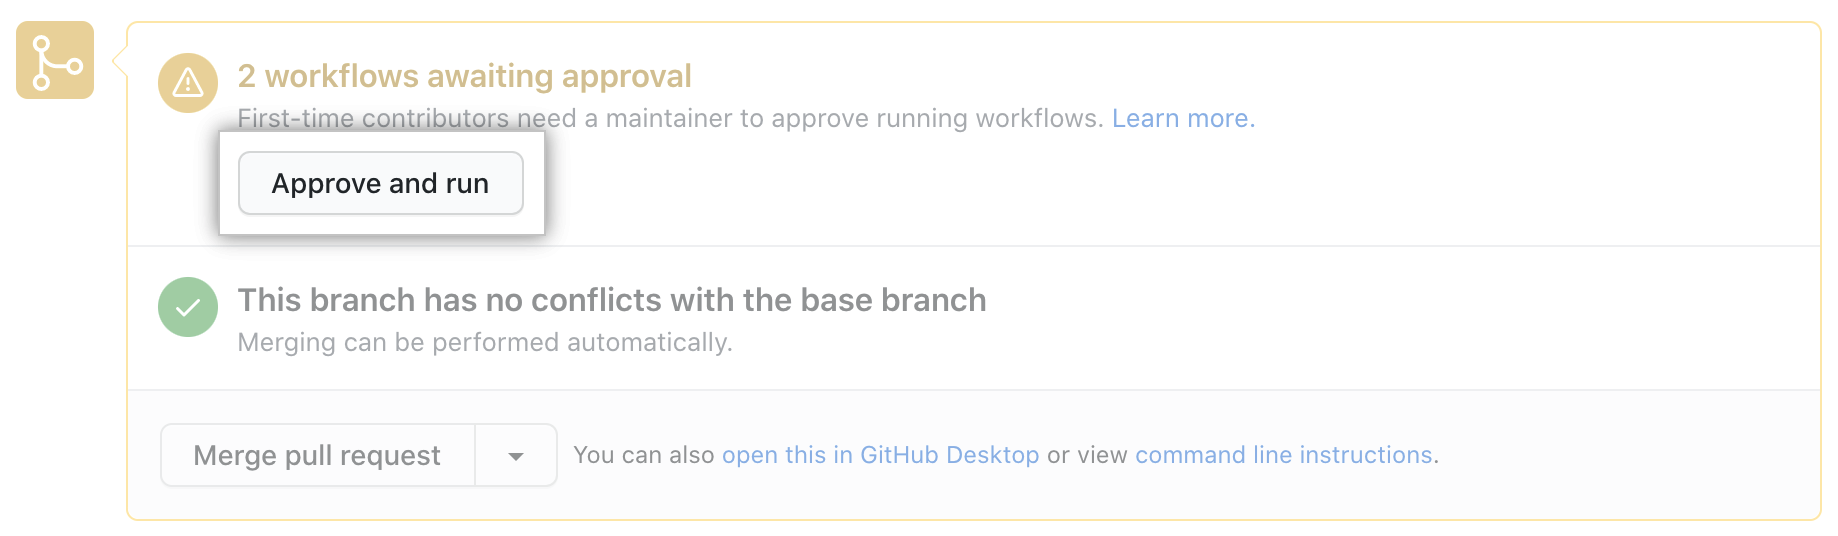 2 workflows awaiting approval
First-time contributors need a maintainer to approve running workflows. Learn more.
Approve and run
This branch has no conflicts with the base branch
Merging can be performed automatically.
Merge pull request
You can also open this in GitHub Desktop or view command line instructions.